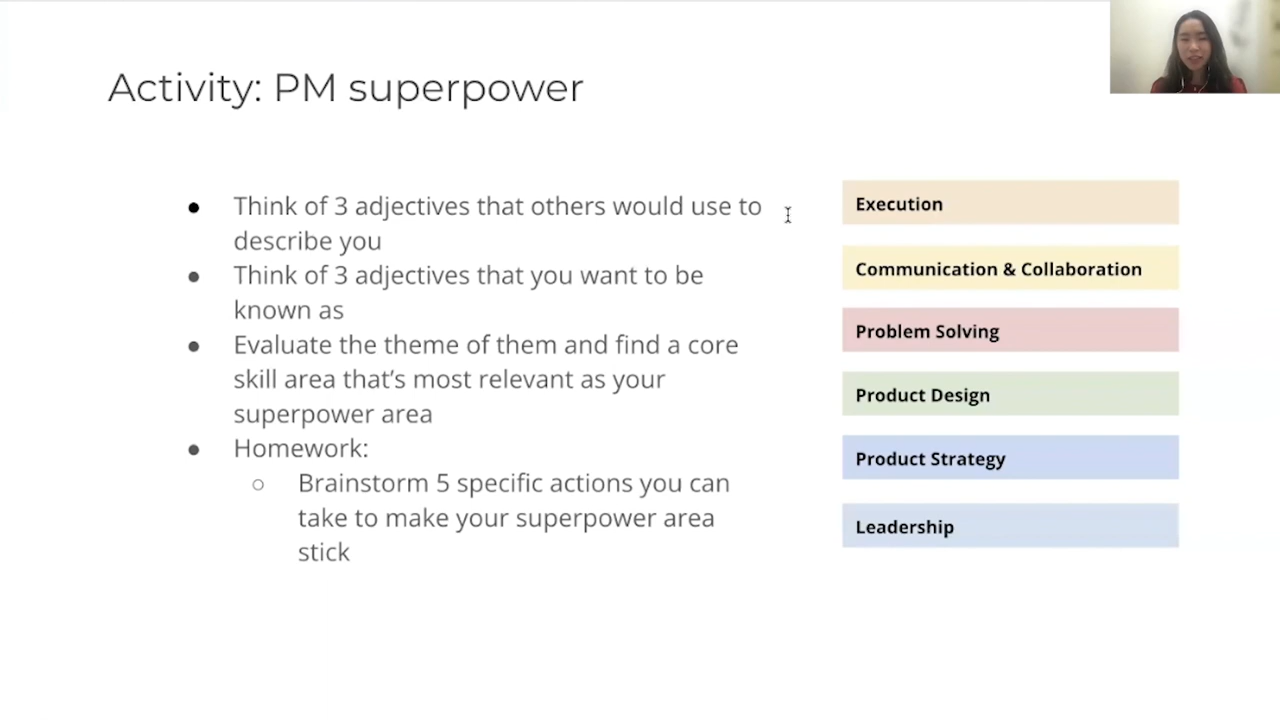 Activity: PM superpower
● Think of 3 adjectives that others would use to
describe you
● Think of 3 adjectives that you want to be
known as
● Evaluate the theme of them and find a core
skill area that’s most relevant as your
superpower area
● Homework:
○ Brainstorm 5 specific actions you can
take to make your superpower area
stick
Execution
Communication & Collaboration
Problem Solving
Product Design
Product Strategy
Leadership